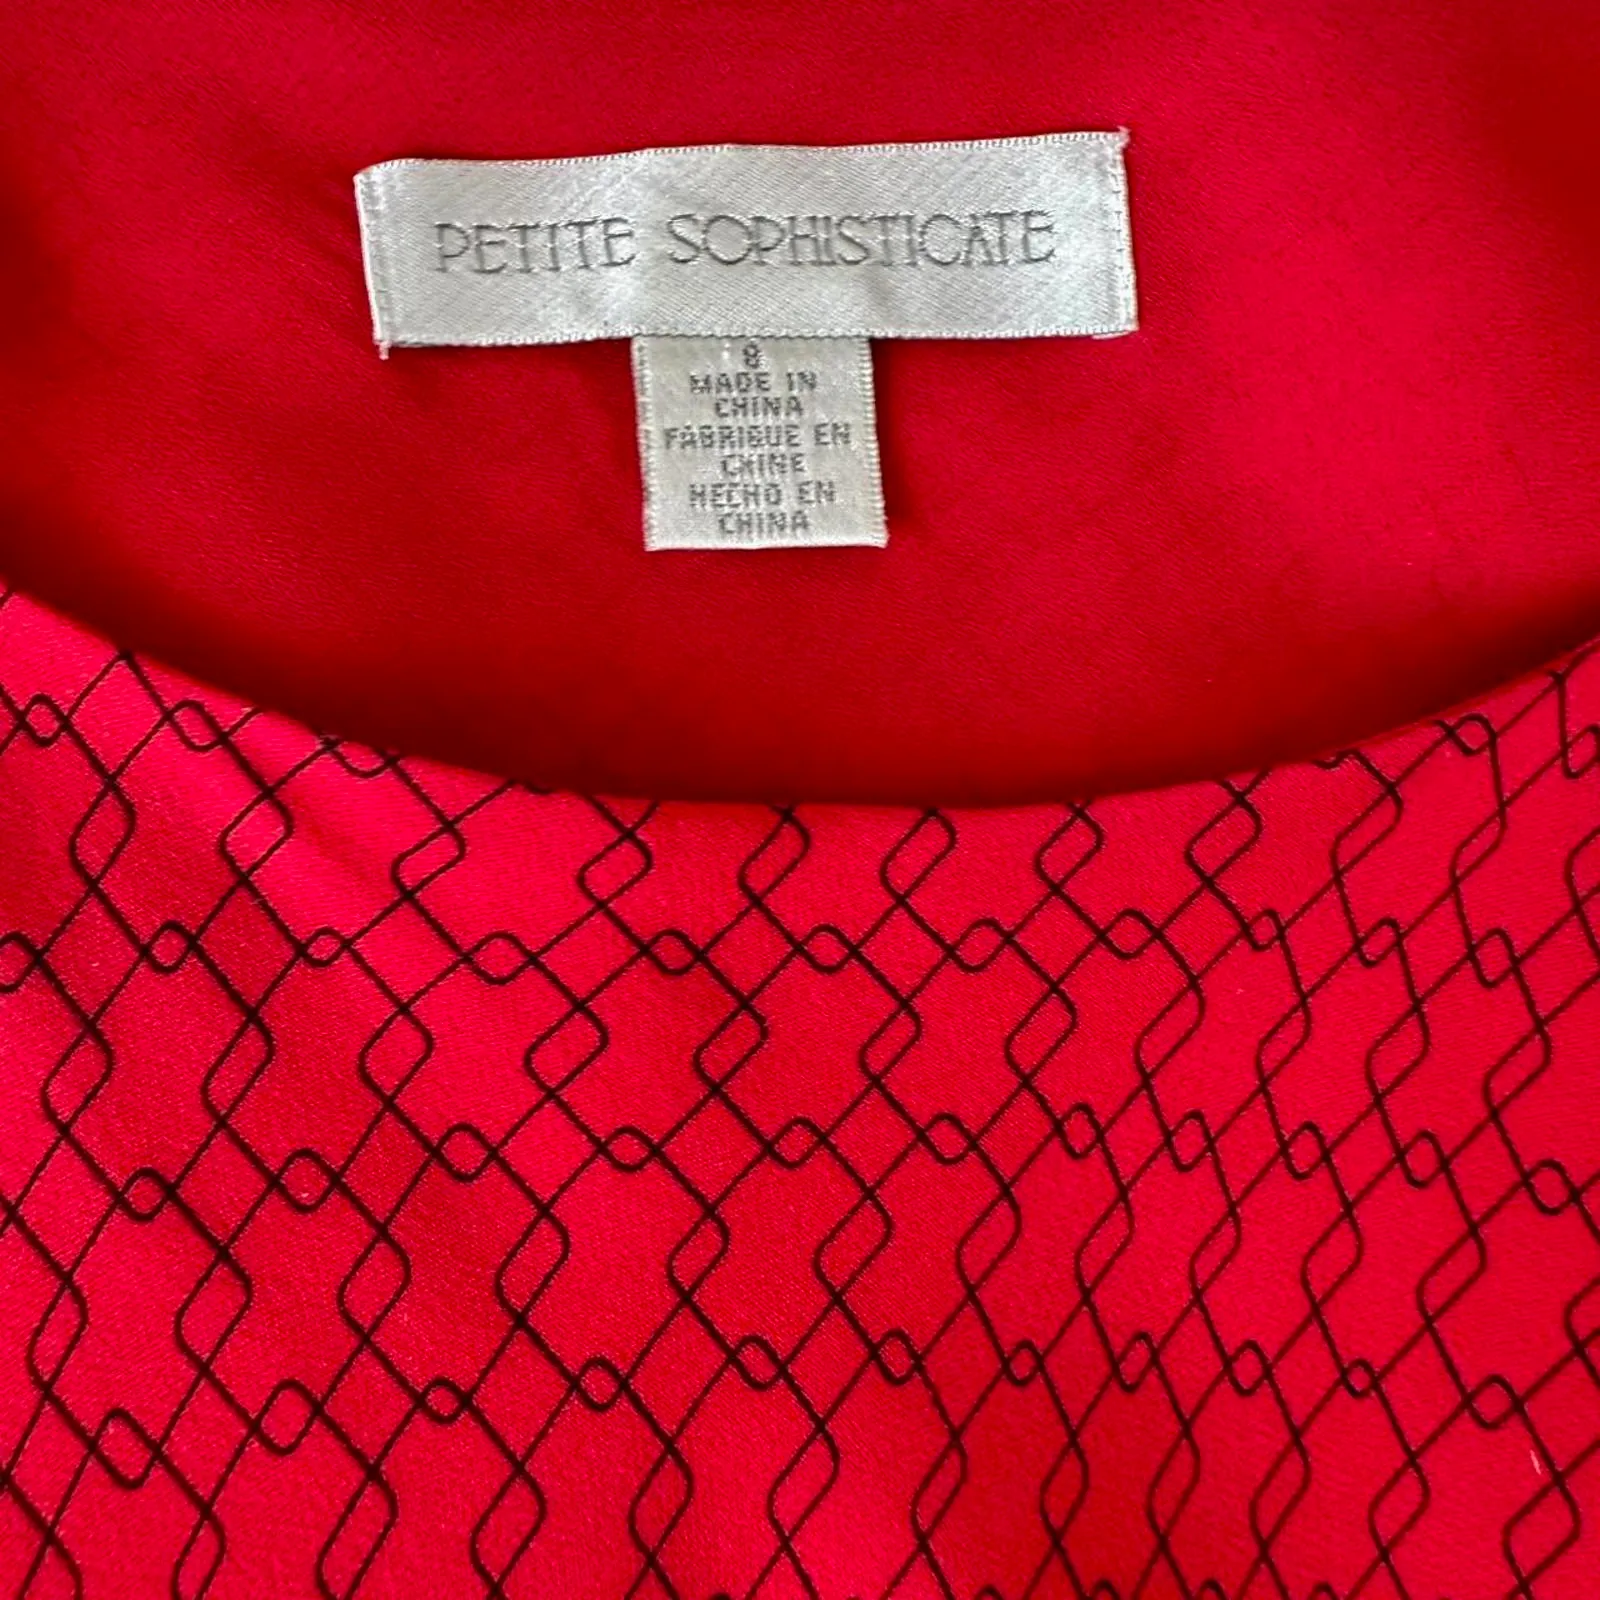 PETITE SOPHISTICATE
8
MADE IN
CHINA
FABRIQUE EN
CHINE
HECHO EN
CHINA